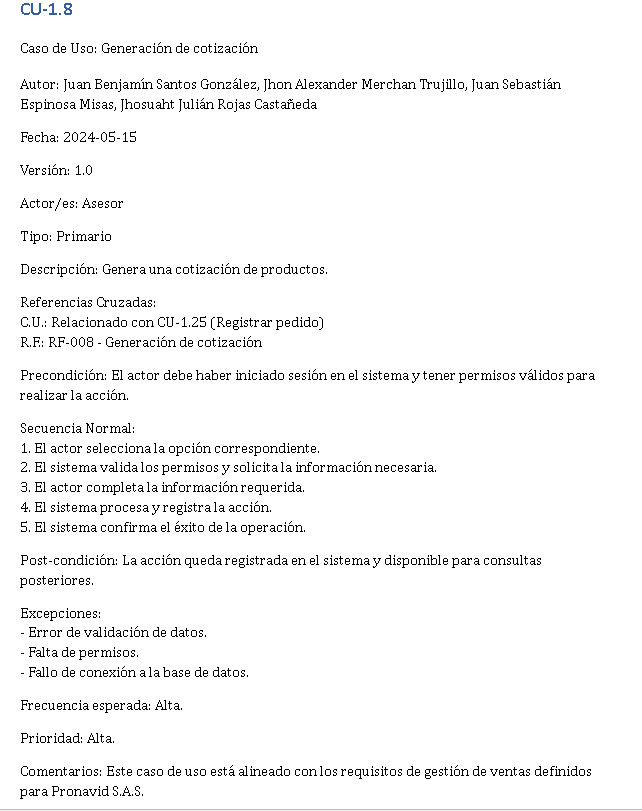 CU-1.8
Caso de Uso: Generación de cotización
Autor: Juan Benjamín Santos González, Jhon Alexander Merchan Trujillo, Juan Sebastián
Espinosa Misas, Jhosuaht Julián Rojas Castañeda
Fecha: 2024-05-15
Versión: 1.0
Actor/es: Asesor
Tipo: Primario
Descripción: Genera una cotización de productos.
Referencias Cruzadas:
C.U.: Relacionado con CU-1.25 (Registrar pedido)
R.F.: RF-008 - Generación de cotización
Precondición: El actor debe haber iniciado sesión en el sistema y tener permisos válidos para
realizar la acción.
Secuencia Normal:
1. El actor selecciona la opción correspondiente.
2. El sistema valida los permisos y solicita la información necesaria.
3. El actor completa la información requerida.
4. El sistema procesa y registra la acción.
5. El sistema confirma el éxito de la operación.
Post-condición: La acción queda registrada en el sistema y disponible para consultas
posteriores.
Excepciones:
- Error de validación de datos.
- Falta de permisos.
- Fallo de conexión a la base de datos.
Frecuencia esperada: Alta.
Prioridad: Alta.
Comentarios: Este caso de uso está alineado con los requisitos de gestión de ventas definidos
para Pronavid S.A.S.